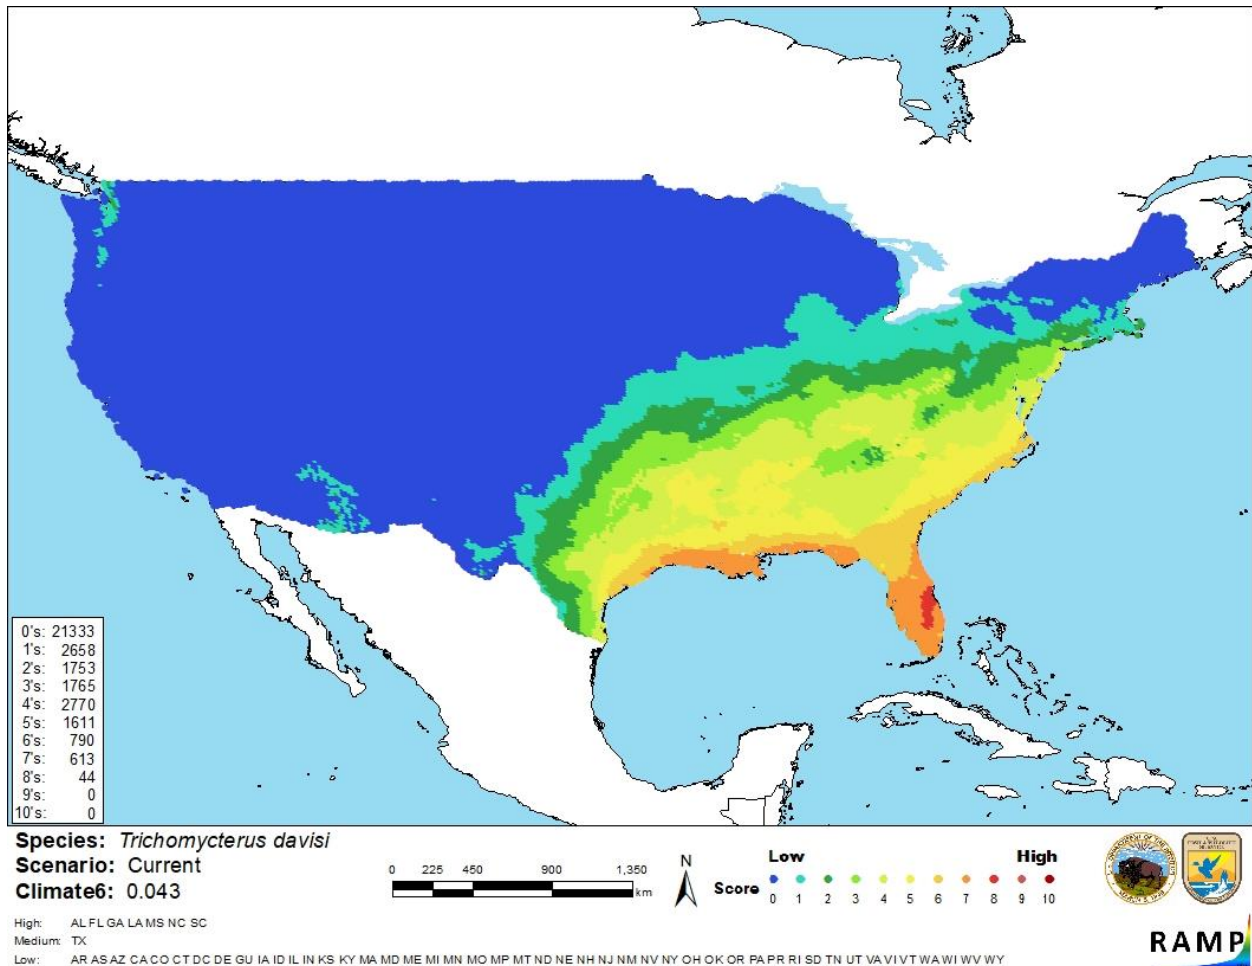 0's: 21333
1's: 2658
2's: 1753
3's: 1765
4's: 2770
5's: 1611
6's: 790
7's: 613
8's: 44
9's: 0
10's: 0
Species: Trichomycterus davisi
Scenario: Current
Climate6: 0.043
0 225 450 900 1,350
km
N
Low High
Score 0 1 2 3 4 5 6 7 8 9 10
High: AL FL GA LA MS NC SC
Medium: TX
Low: AR AS AZ CA CO CT DC DE GU IA ID IL IN KS KY MA MD ME MI MN MO MP MT ND NE NH NJ NM NV NY OH OK OR PA PR RI SD TN UT VA VI VT WA WI WV WY
RAMP